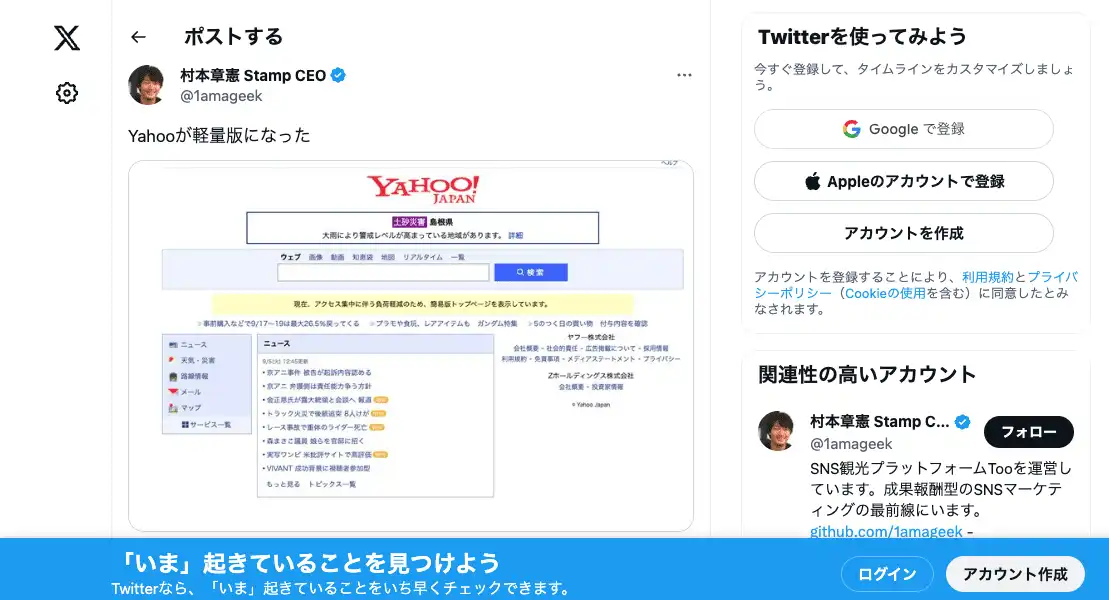 ポストする
村本章憲 Stamp CEO
@1amageek
Yahooが軽量版になった
ヘルプ
YAHOO!
JAPAN
土砂災害 島根県
大雨により警戒レベルが高まっている地域があります。 詳細
ウェブ 画像 動画 知恵袋 地図 リアルタイム 一覧
検索
現在、アクセス集中に伴う負荷軽減のため、簡易版トップページを表示しています。
事前購入などで9/17~19は最大26.5%戻ってくる
プラモや食玩、レアアイテムも ガンダム特集
5のつく日の買い物 付与内容を確認
ニュース
天気・災害
路線情報
メール
マップ
サービス一覧
ニュース
9/5(火) 12:45更新
京アニ事件 被告が起訴内容認める
京アニ 弁護側は責任能力争う方針
金正恩氏が露大統領と会談へ 報道
トラック火災で後続追突 8人けが
レース事故で重体のライダー死亡
森まさこ議員 娘らを官邸に招く
実写ワンピ 米批評サイトで高評価
VIVANT 成功背景に視聴者参加型
もっと見る トピックス一覧
ヤフー株式会社
会社概要 - 社会的責任 - 広告掲載について - 採用情報
利用規約 - 免責事項 - メディアステートメント - プライバシー
Zホールディングス株式会社
会社概要 - 投資家情報
© Yahoo Japan
Twitterを使ってみよう
今すぐ登録して、タイムラインをカスタマイズしましょ
う。
Google で登録
Appleのアカウントで登録
アカウントを作成
アカウントを登録することにより、利用規約とプライバ
シーポリシー（Cookieの使用を含む）に同意したとみ
なされます。
関連性の高いアカウント
村本章憲 Stamp C...
@1amageek
フォロー
SNS観光プラットフォームTooを運営し
ています。成果報酬型のSNSマーケテ
ィングの最前線にいます。
github.com/1amageek -
「いま」起きていることを見つけよう
Twitterなら、「いま」起きていることをいち早くチェックできます。
ログイン
アカウント作成